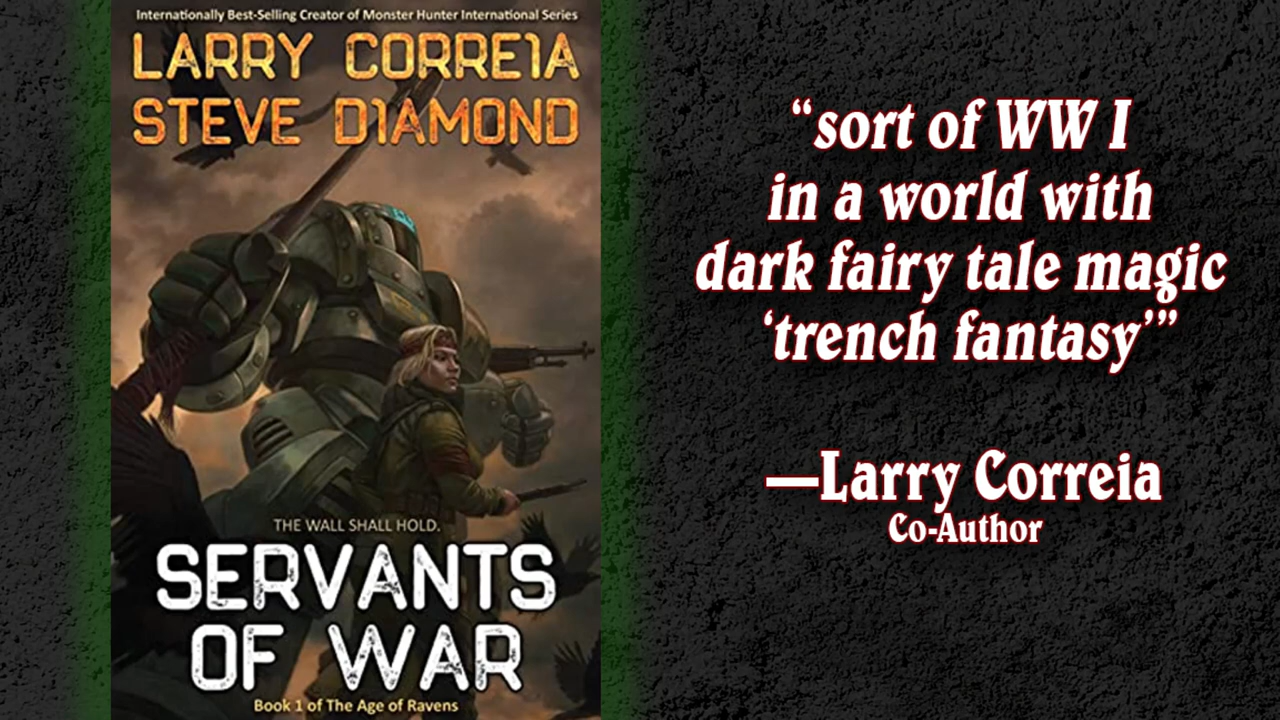 Internationally Best-Selling Creator of Monster Hunter International Series
LARRY CORRE1A
STEVE D1AMOND
THE WALL SHALL HOLD.
SERVANTS
OF WAR
Book 1 of The Age of Ravens
“sort of WW I
in a world with
dark fairy tale magic
‘trench fantasy’”
—Larry Correia
Co-Author